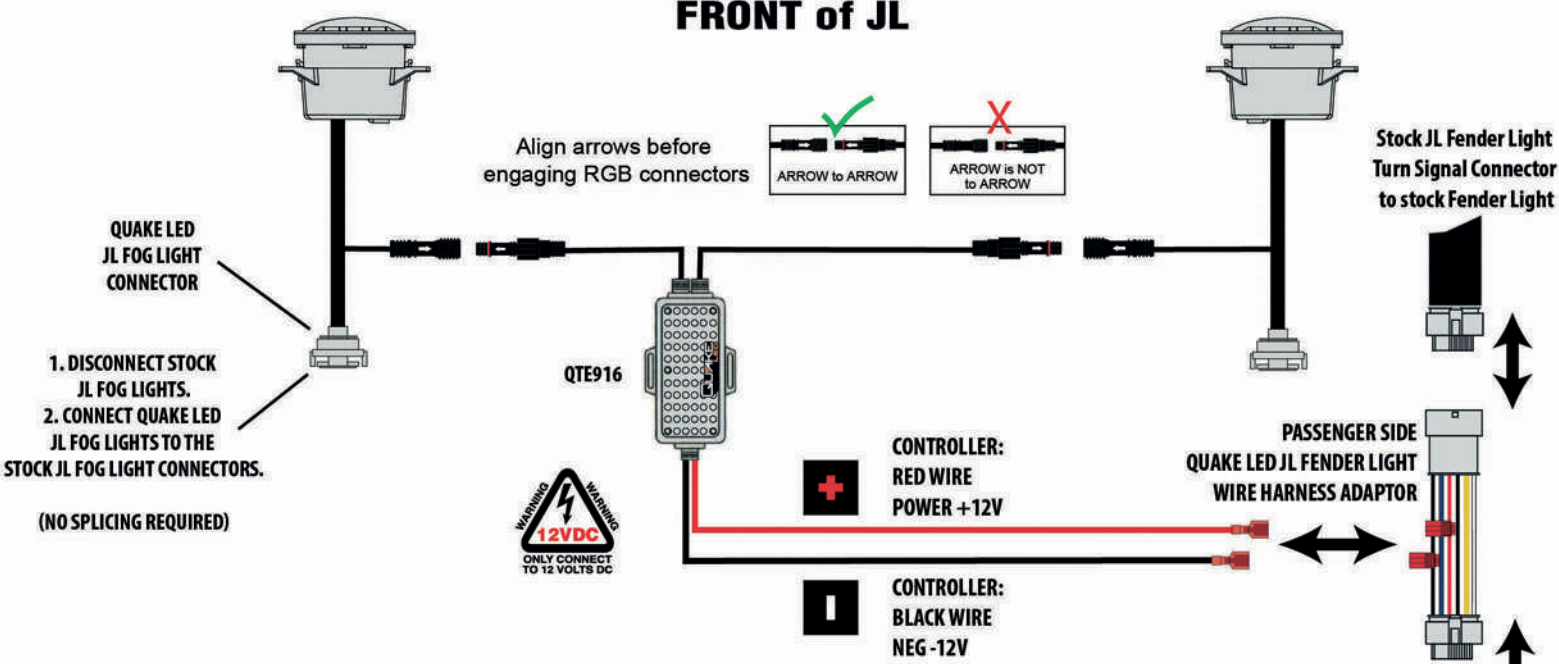 FRONT of JL
Align arrows before
engaging RGB connectors
ARROW to ARROW
X
ARROW is NOT
to ARROW
Stock JL Fender Light
Turn Signal Connector
to stock Fender Light
QUAKE LED
JL FOG LIGHT
CONNECTOR
1. DISCONNECT STOCK
JL FOG LIGHTS.
2. CONNECT QUAKE LED
JL FOG LIGHTS TO THE
STOCK JL FOG LIGHT CONNECTORS.
(NO SPLICING REQUIRED)
QTE916
QUAKE
LED
WARNING
WARNING
12VDC
ONLY CONNECT
TO 12 VOLTS DC
CONTROLLER:
RED WIRE
POWER +12V
CONTROLLER:
BLACK WIRE
NEG -12V
PASSENGER SIDE
QUAKE LED JL FENDER LIGHT
WIRE HARNESS ADAPTOR